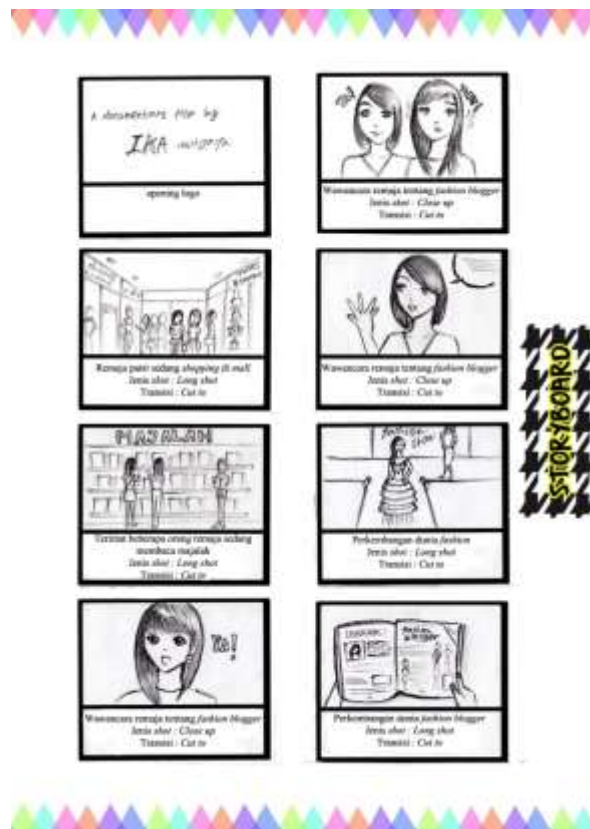 A documentary film by
IKA
opening logo
Remaja putri sedang shopping di mall
Jenis shot : Long shot
Transisi : Cut to
MAJALAH
Terlihat beberapa orang remaja sedang
membaca majalah
Jenis shot : Long shot
Transisi : Cut to
Ya!
Wawancara remaja tentang fashion blogger
Jenis shot : Close up
Transisi : Cut to
Wawancara remaja tentang fashion blogger
Jenis shot : Close up
Transisi : Cut to
Wawancara remaja tentang fashion blogger
Jenis shot : Close up
Transisi : Cut to
FASHION
SHOW
Perkembangan dunia fashion
Jenis shot : Long shot
Transisi : Cut to
FASHION
BLOGGER
Perkembangan dunia fashion blogger
Jenis shot : Long shot
Transisi : Cut to
STORYBOARD